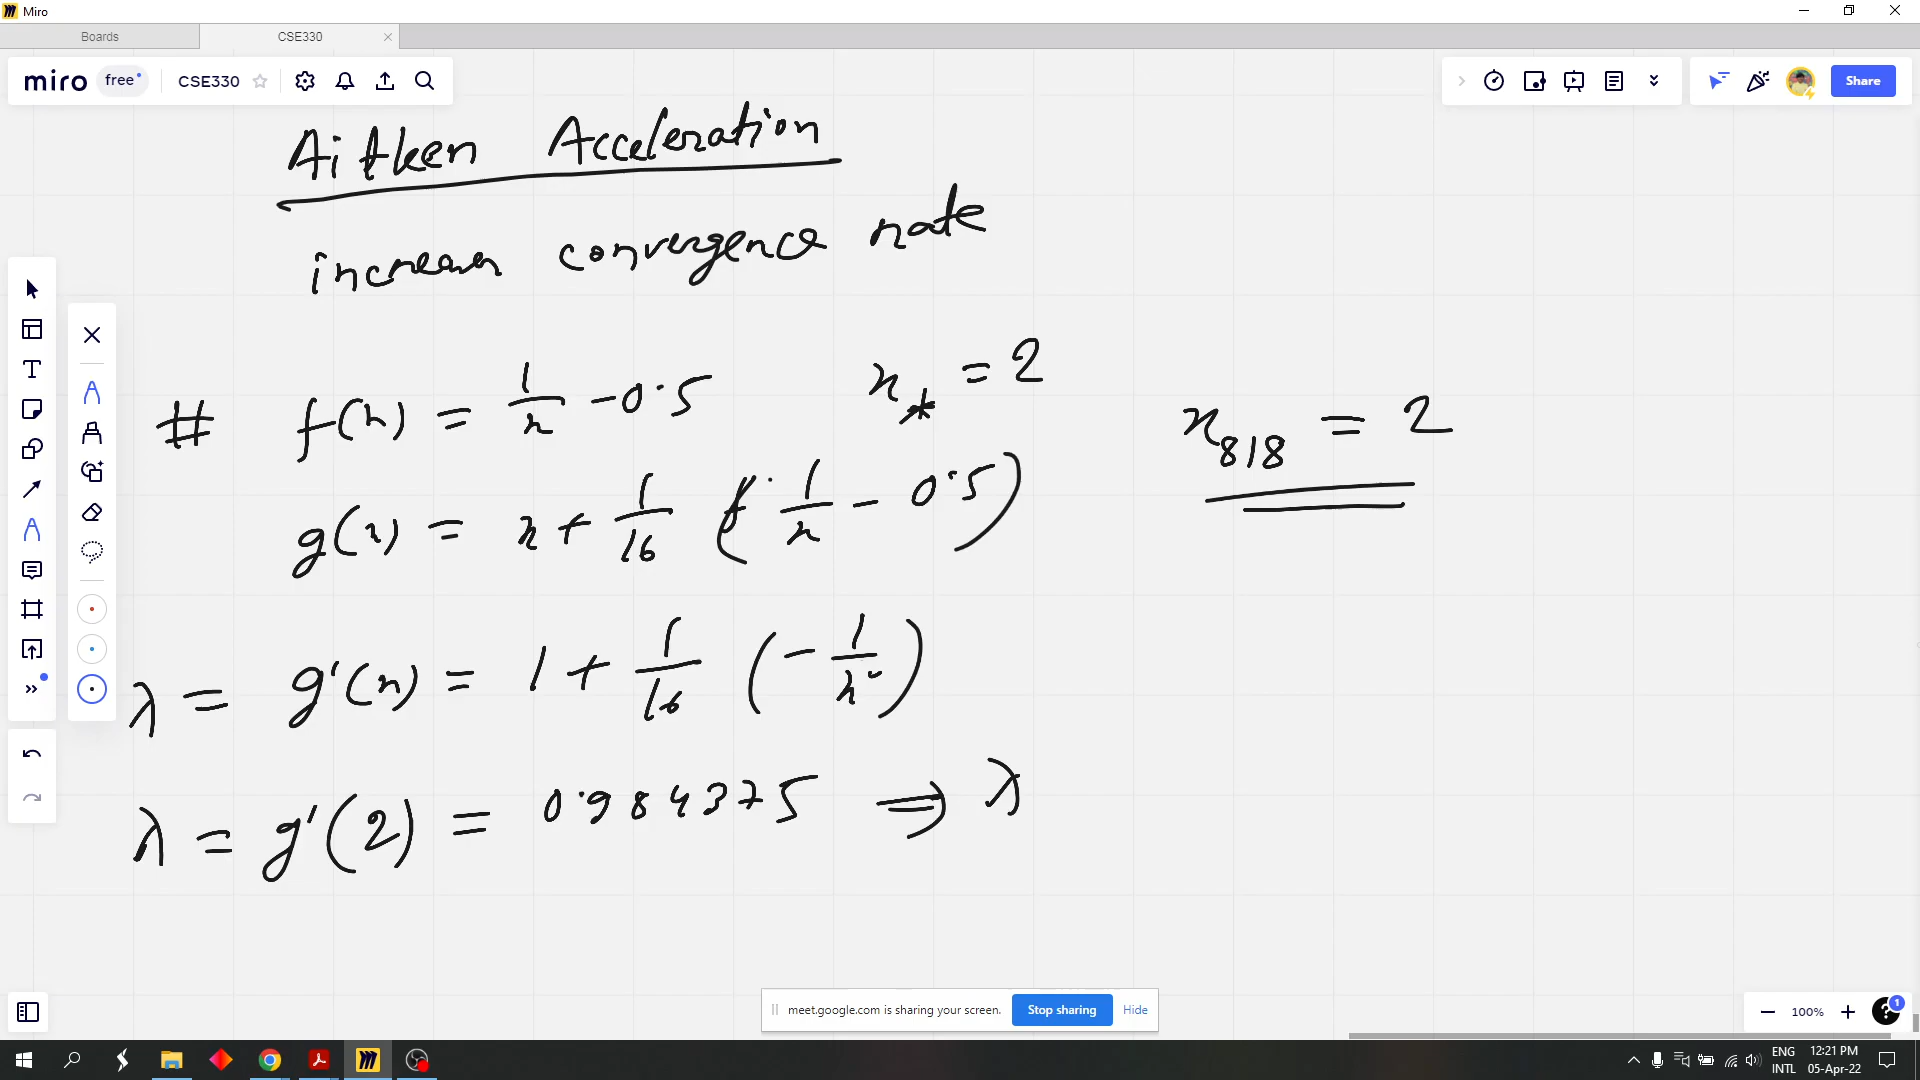 Miro
Boards
CSE330
miro free CSE330
Share
Aitken Acceleration
increases convergence rate
# f(x) = 1/x - 0.5 x⋆ = 2
x₈₁₈ = 2
g(x) = x + 1/16 (1/x - 0.5)
λ = g'(x) = 1 + 1/16 (- 1/x²)
λ = g'(2) = 0.984375 ⇒ λ
meet.google.com is sharing your screen. Stop sharing Hide
100%
1
ENG
INTL
12:21 PM
05-Apr-22